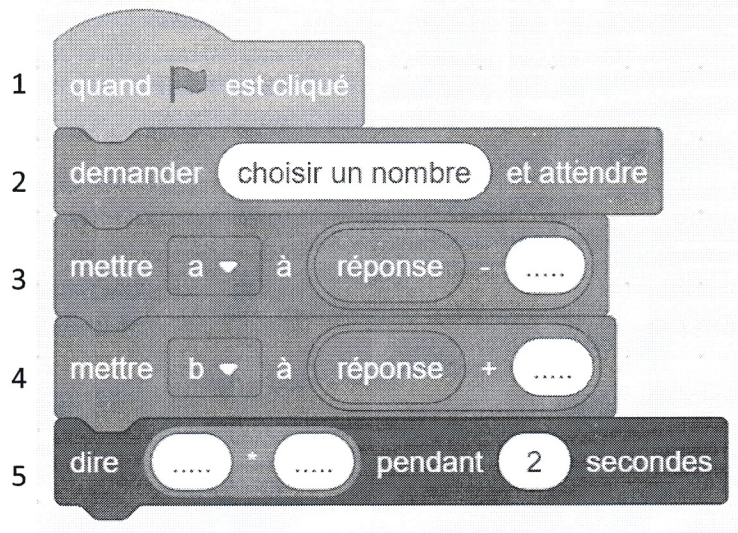 1 quand est cliqué
2 demander choisir un nombre et attendre
3 mettre a à réponse - .....
4 mettre b à réponse + .....
5 dire ..... * ..... pendant 2 secondes